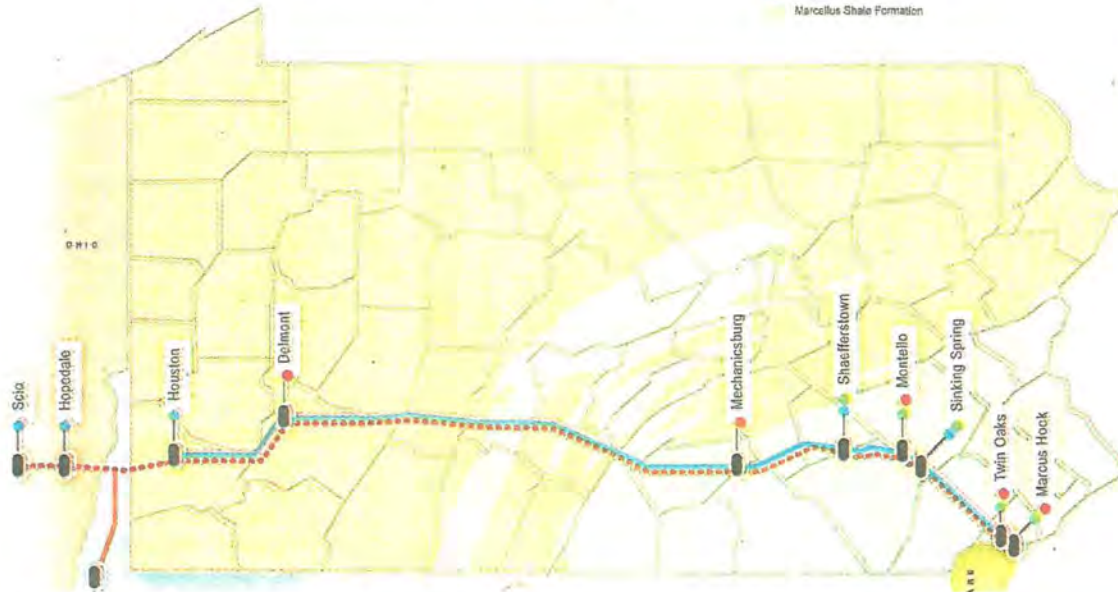 Marcellus Shale Formation
OHIO
Scio
Hopedale
Houston
Delmont
Mechanicsburg
Shaefferstown
Montello
Sinking Spring
Twin Oaks
Marcus Hook